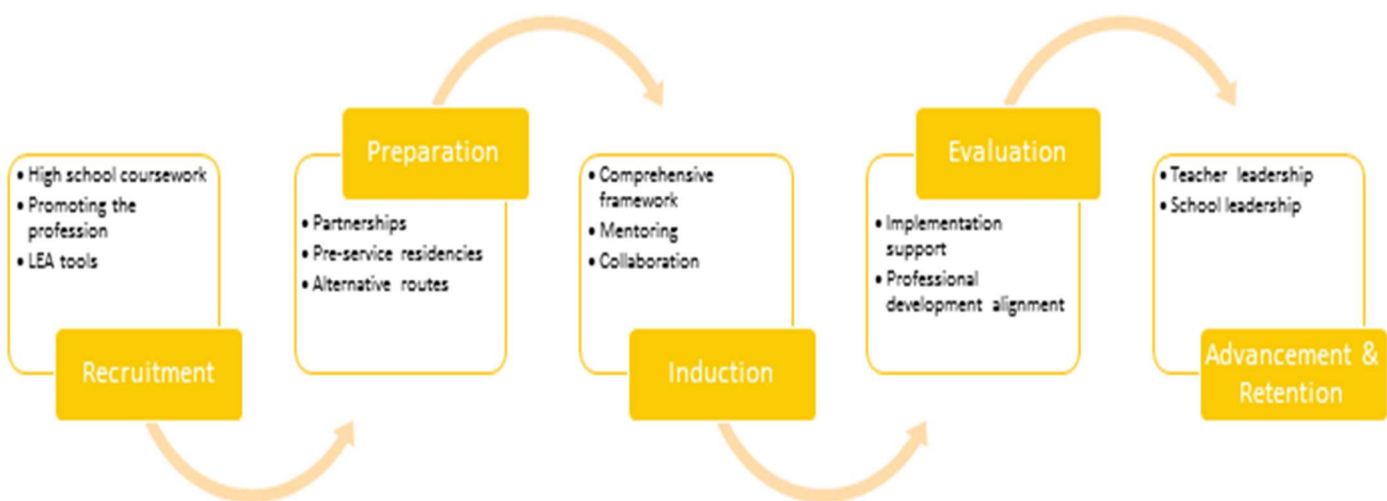 • High school coursework
• Promoting the
profession
• LEA tools
Recruitment
Preparation
• Partnerships
• Pre-service residencies
• Alternative routes
• Comprehensive
framework
• Mentoring
• Collaboration
Induction
Evaluation
• Implementation
support
• Professional
development alignment
• Teacher leadership
• School leadership
Advancement &
Retention